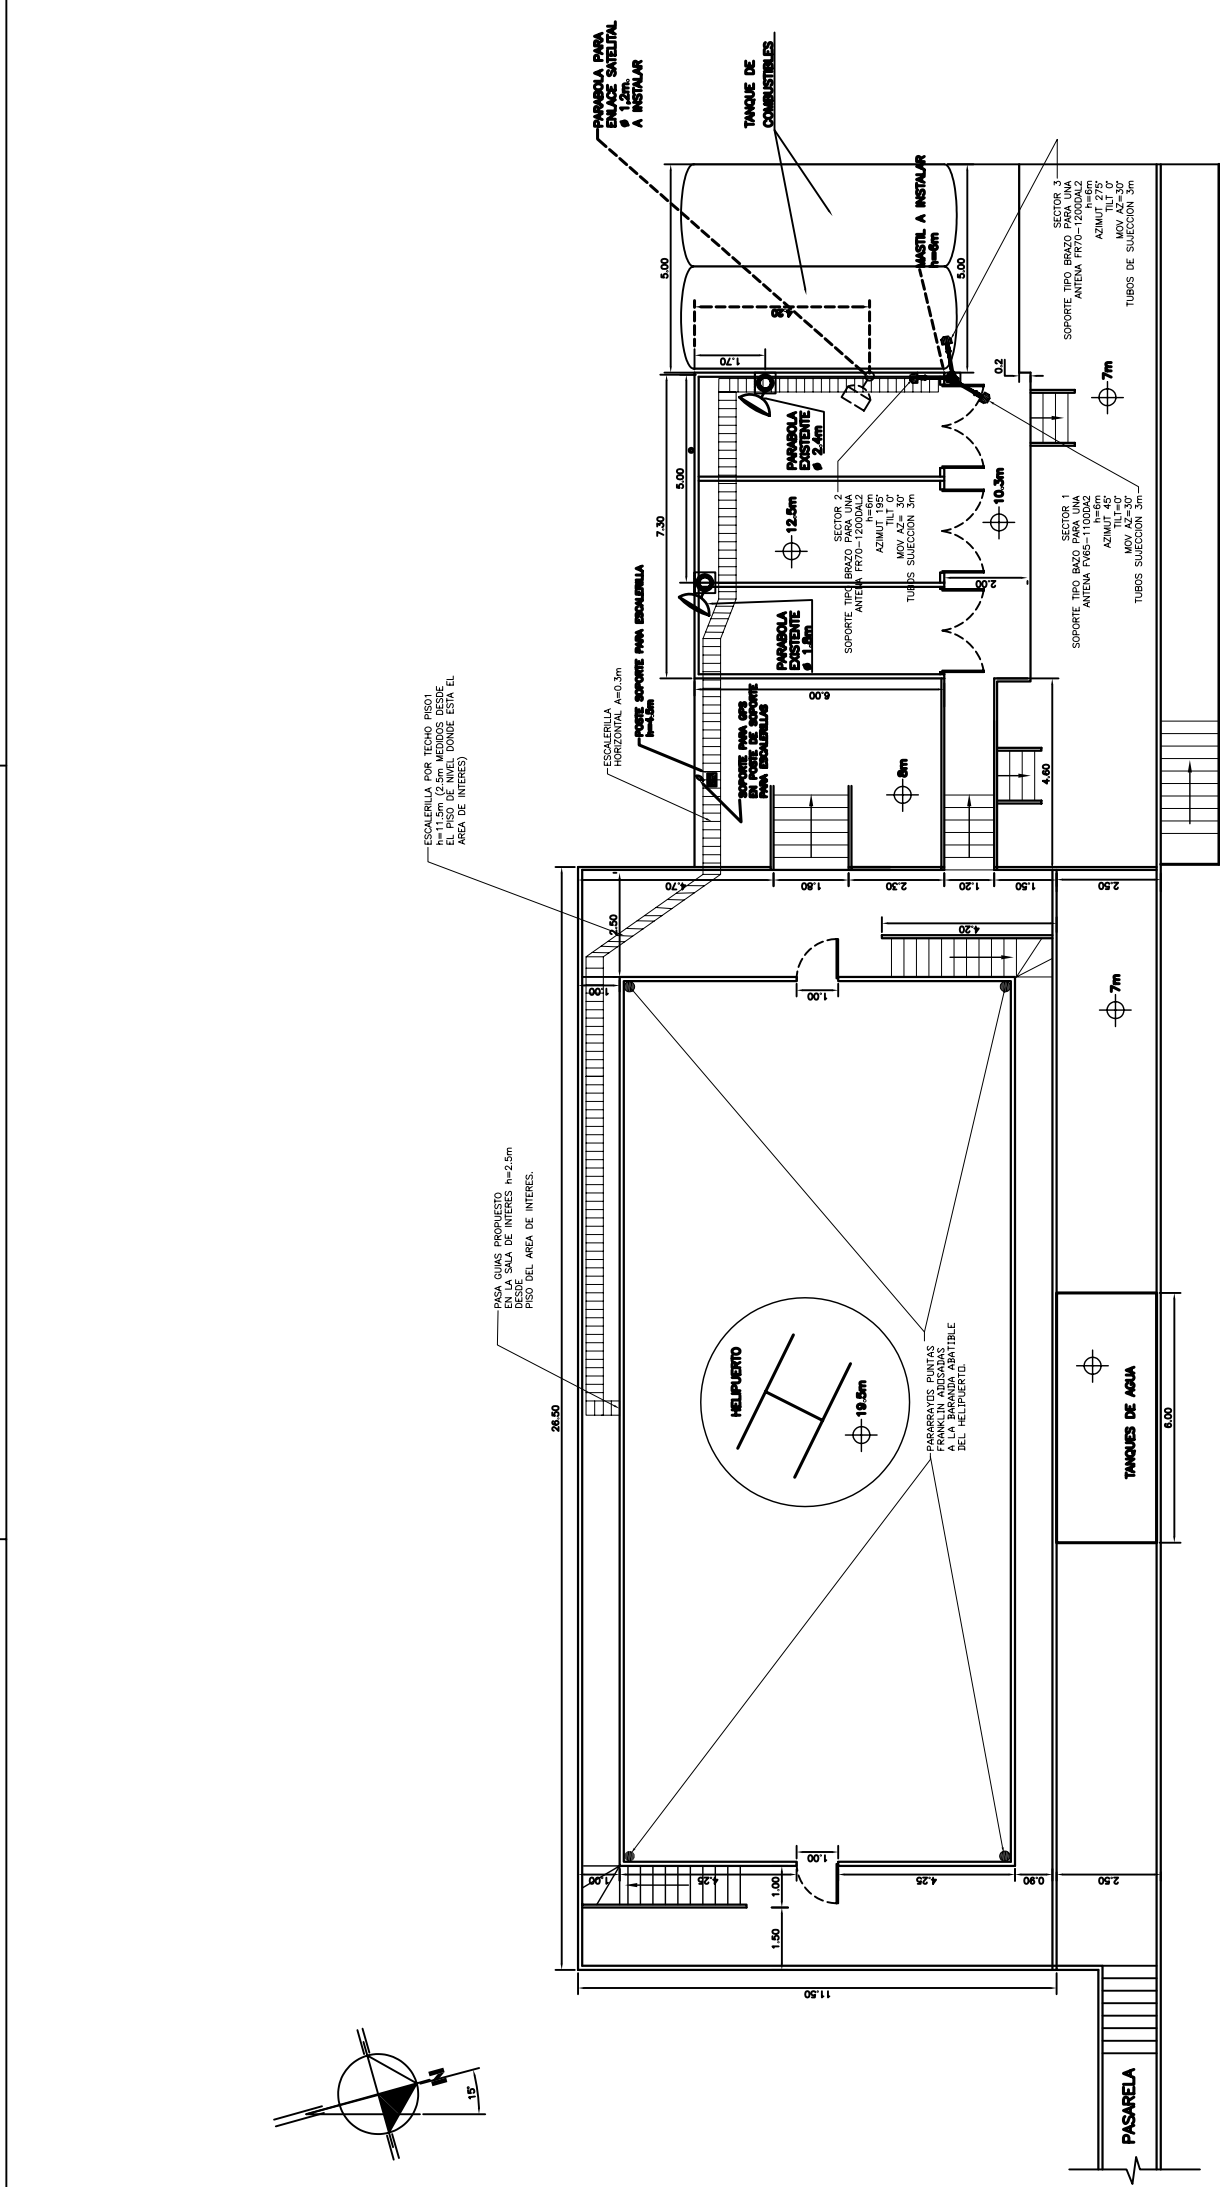 PARABOLA PARA
ENLACE SATELITAL
ø 1,2m.
A INSTALAR
TANQUE DE
COMBUSTIBLES
MASTIL A INSTALAR
h=6m
SECTOR 3
SOPORTE TIPO BRAZO PARA UNA
ANTENA FR70-1200DAL2
h=6m
AZIMUT 275°
TILT 0°
MOV AZ=30°
TUBOS DE SUJECCION 3m
5.00
5.00
1.70
0.2
7m
PARABOLA
EXISTENTE
ø 2.4m
5.00
7.30
12.5m
10.3m
SECTOR 2
SOPORTE TIPO BRAZO PARA UNA
ANTENA FR70-1200DAL2
h=6m
AZIMUT 195°
TILT 0°
MOV AZ= 30°
TUBOS SUJECCION 3m
SECTOR 1
SOPORTE TIPO BAZO PARA UNA
ANTENA FV65-1100DA2
h=6m
AZIMUT 45°
TILT=0°
MOV AZ=30°
TUBOS SUJECCION 3m
2.00
PARABOLA
EXISTENTE
ø 1.8m
6.00
POSTE SOPORTE PARA ESCALERILLA
h=4.5m
ESCALERILLA
HORIZONTAL A=0.3m
SOPORTE PARA GPS
EN POSTE DE SOPORTE
PARA ESCALERILLAS
8m
4.60
ESCALERILLA POR TECHO PISO1
h=11.5m (2.5m MEDIDOS DESDE
EL PISO DE NIVEL DONDE ESTA EL
AREA DE INTERES)
4.70
1.80
2.30
1.20
1.50
2.50
2.50
4.20
1.00
1.00
7m
PASA GUIAS PROPUESTO
EN LA SALA DE INTERES h=2.5m
DESDE
PISO DEL AREA DE INTERES.
26.50
HELIPUERTO
19.5m
PARARRAYOS PUNTAS
FRANKLIN ADOSADAS
A LA BARANDA ABATIBLE
DEL HELIPUERTO.
TANQUES DE AGUA
6.00
1.00
4.25
1.00
4.25
0.90
2.50
1.00
1.50
11.50
N
15°
PASARELA